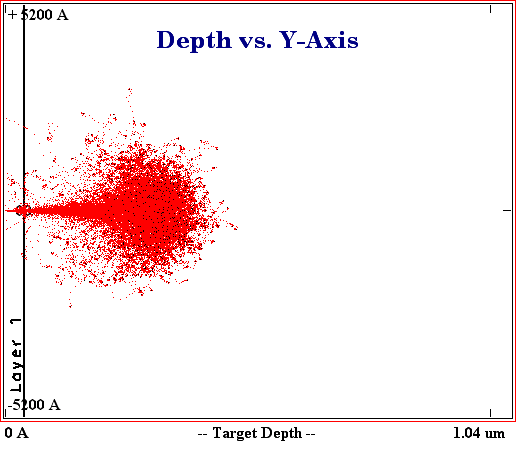 +5200 A
Depth vs. Y-Axis
Layer 1
-5200 A
0 A -- Target Depth -- 1.04 um